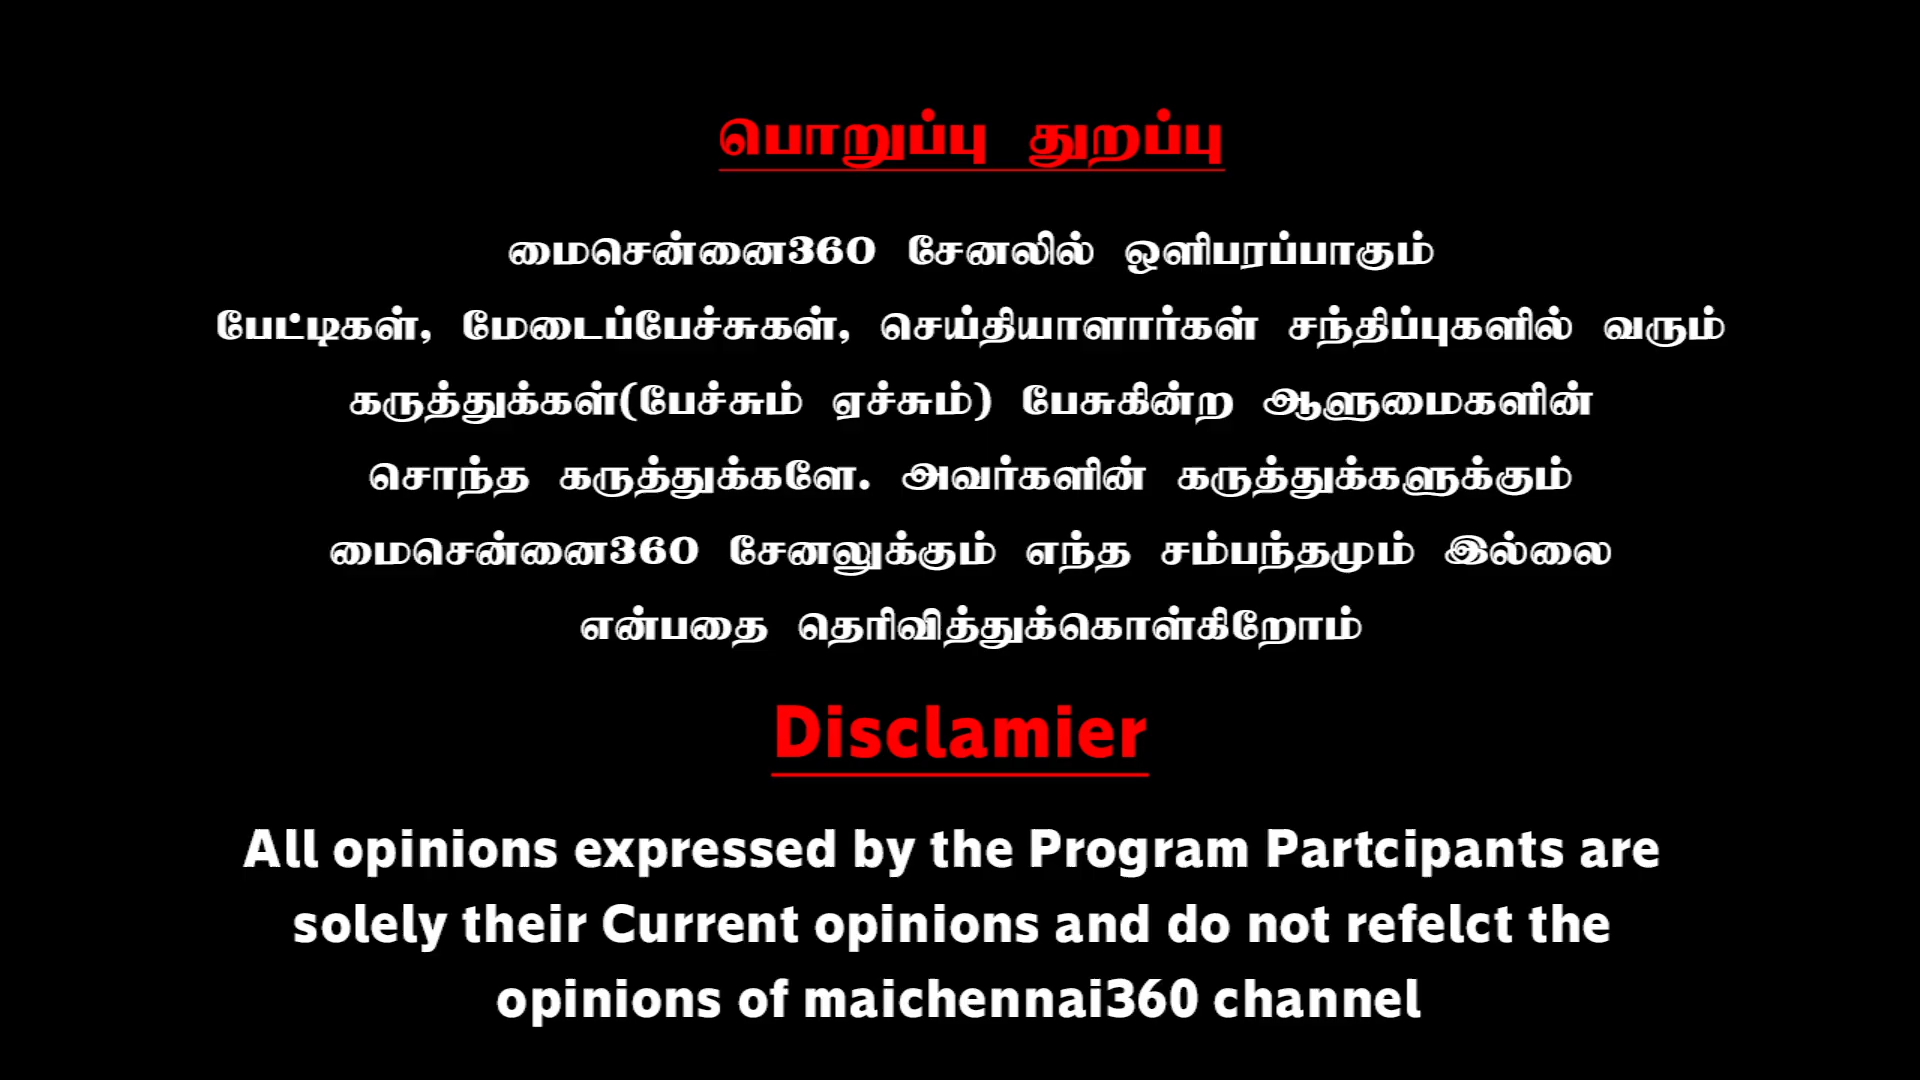 பொறுப்பு துறப்பு
மைசென்னை360 சேனலில் ஒளிபரப்பாகும்
பேட்டிகள், மேடைப்பேச்சுகள், செய்தியாளார்கள் சந்திப்புகளில் வரும்
கருத்துக்கள்(பேச்சும் ஏச்சும்) பேசுகின்ற ஆளுமைகளின்
சொந்த கருத்துக்களே. அவர்களின் கருத்துக்களுக்கும்
மைசென்னை360 சேனலுக்கும் எந்த சம்பந்தமும் இல்லை
என்பதை தெரிவித்துக்கொள்கிறோம்
Disclamier
All opinions expressed by the Program Partcipants are
solely their Current opinions and do not refelct the
opinions of maichennai360 channel